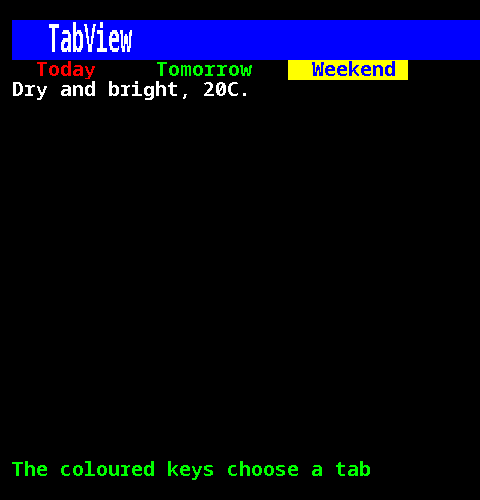 TabView
Today Tomorrow Weekend
Dry and bright, 20C.
The coloured keys choose a tab